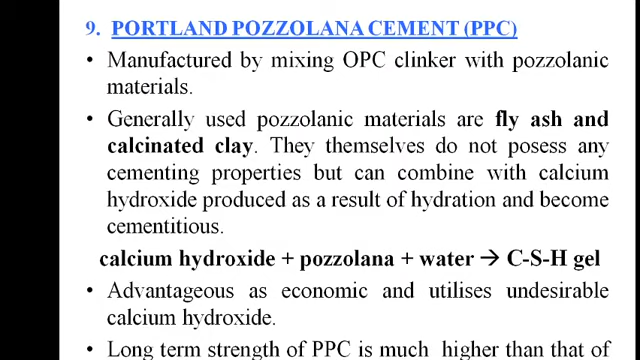 9. PORTLAND POZZOLANA CEMENT (PPC)
• Manufactured by mixing OPC clinker with pozzolanic
materials.
• Generally used pozzolanic materials are fly ash and
calcinated clay. They themselves do not posess any
cementing properties but can combine with calcium
hydroxide produced as a result of hydration and become
cementitious.
calcium hydroxide + pozzolana + water → C-S-H gel
• Advantageous as economic and utilises undesirable
calcium hydroxide.
• Long term strength of PPC is much higher than that of